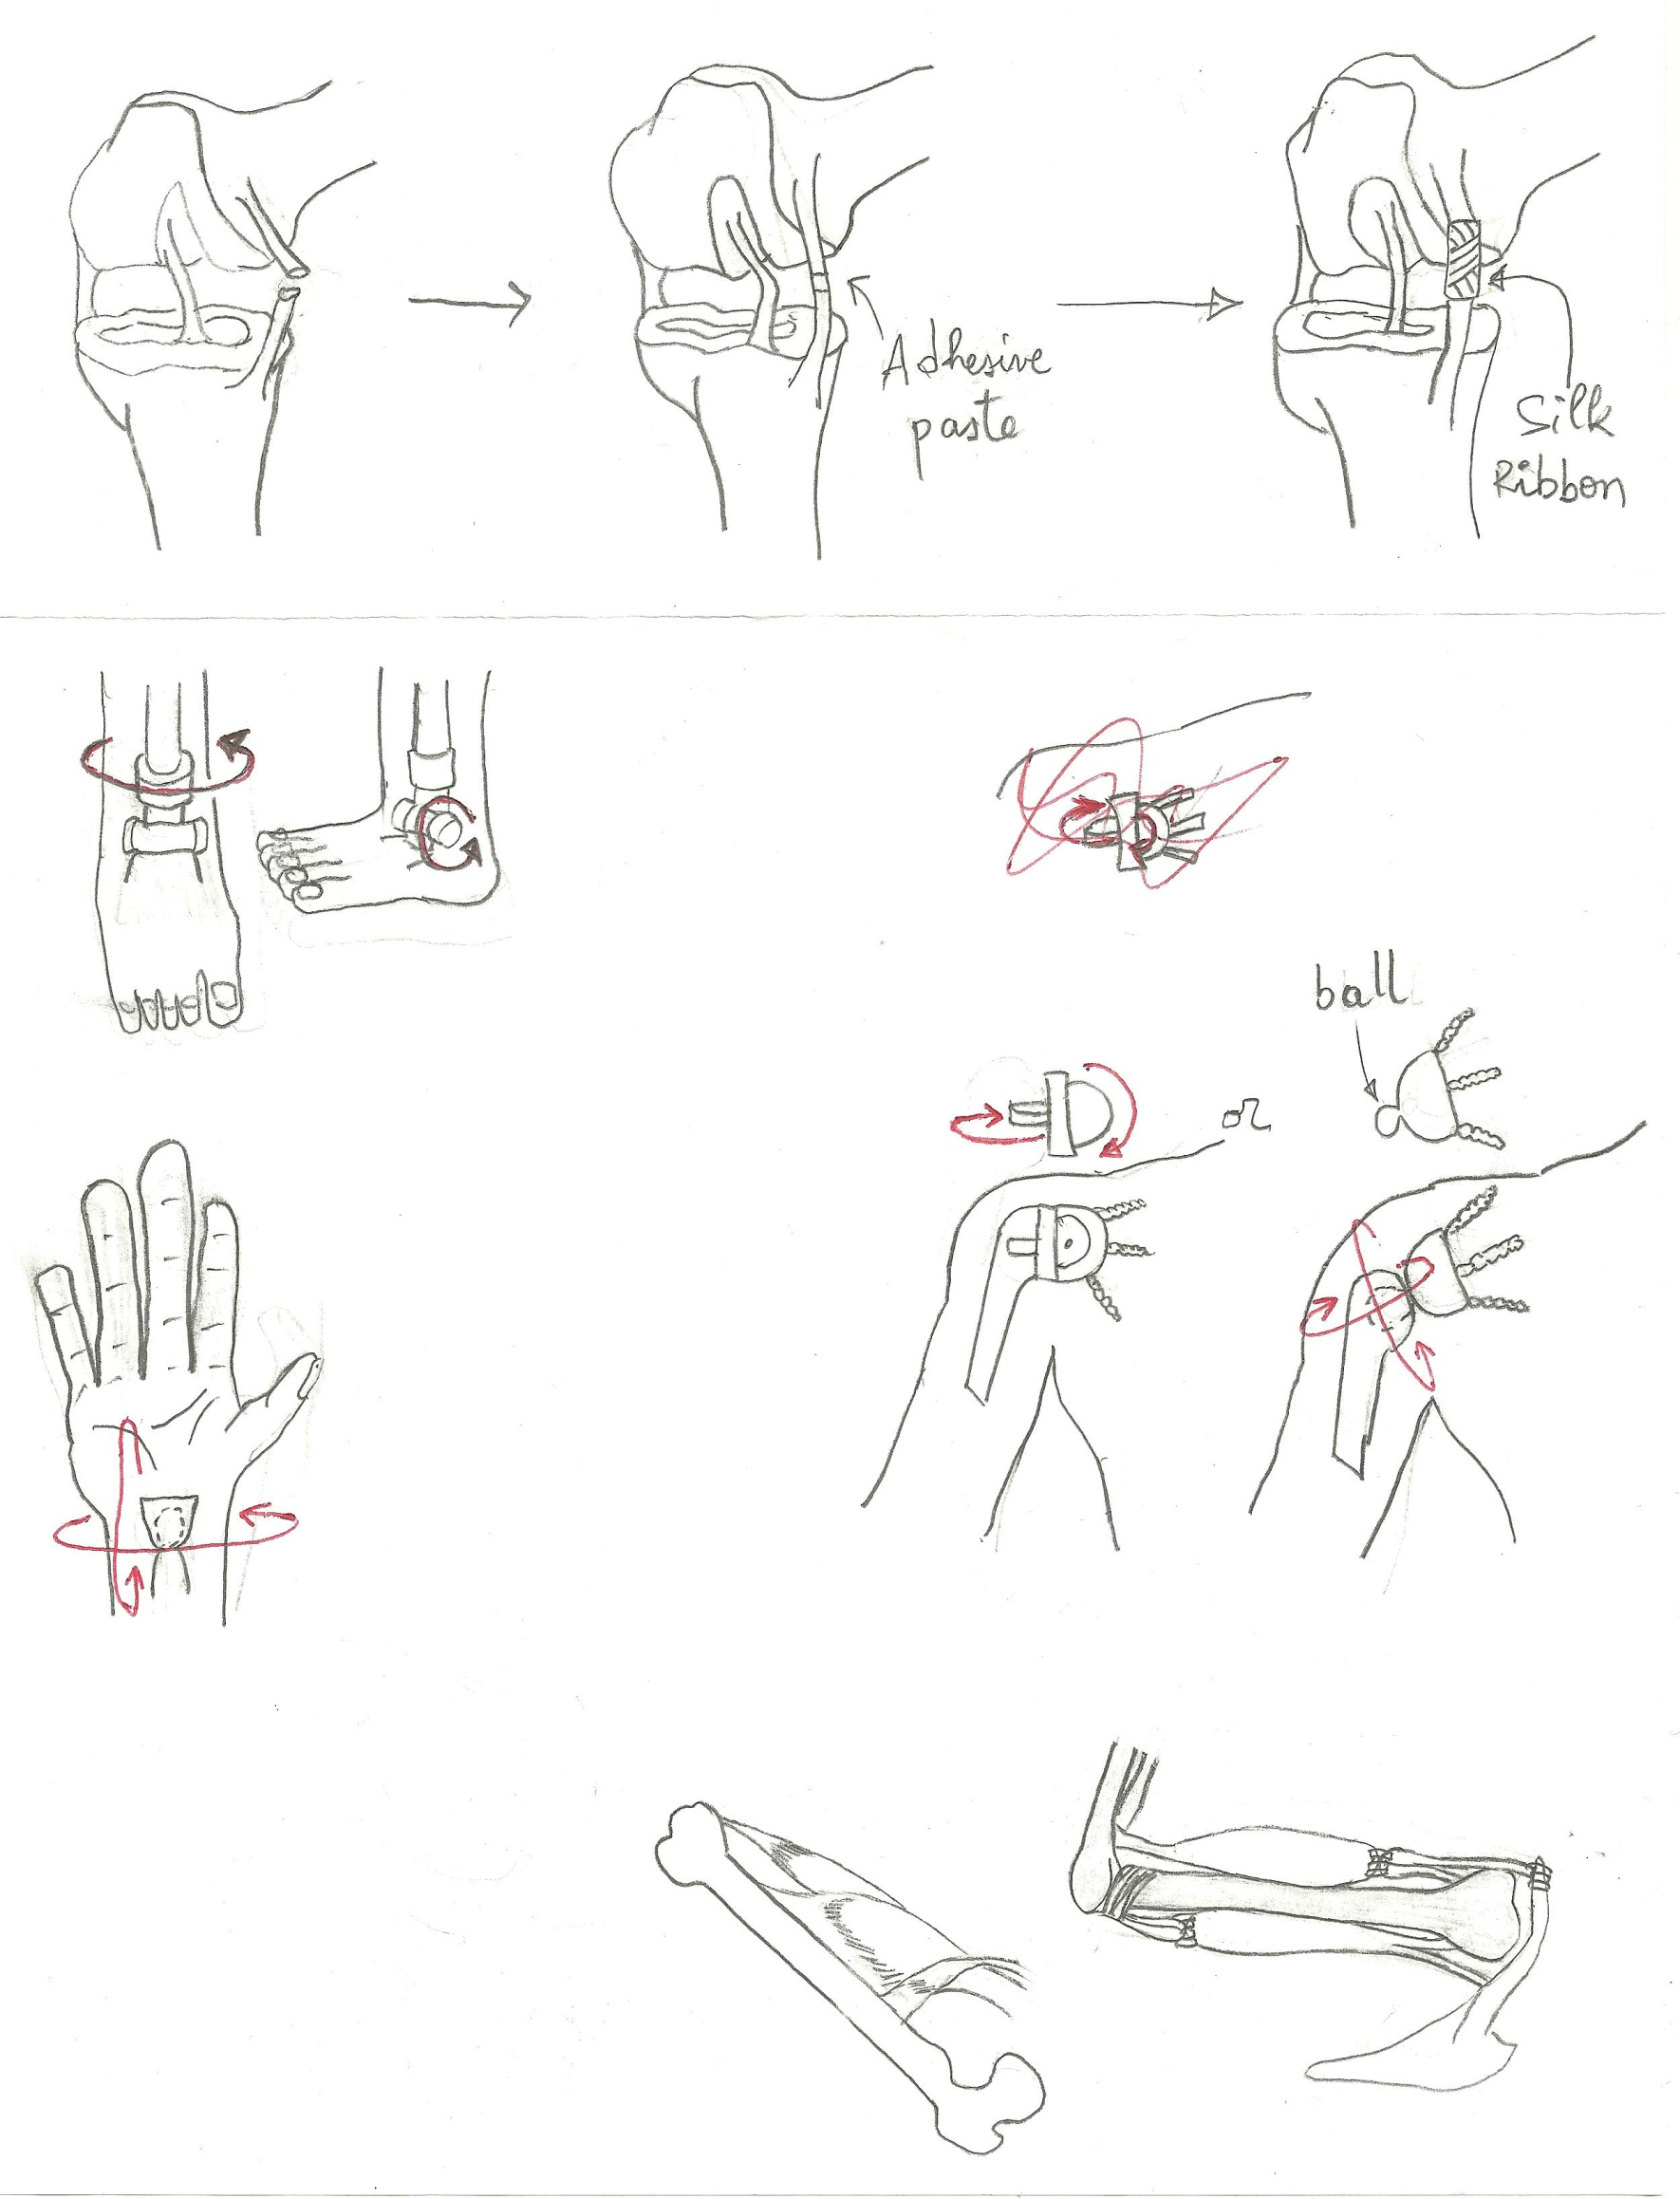 Adhesive
paste
Silk
Ribbon
ball
or